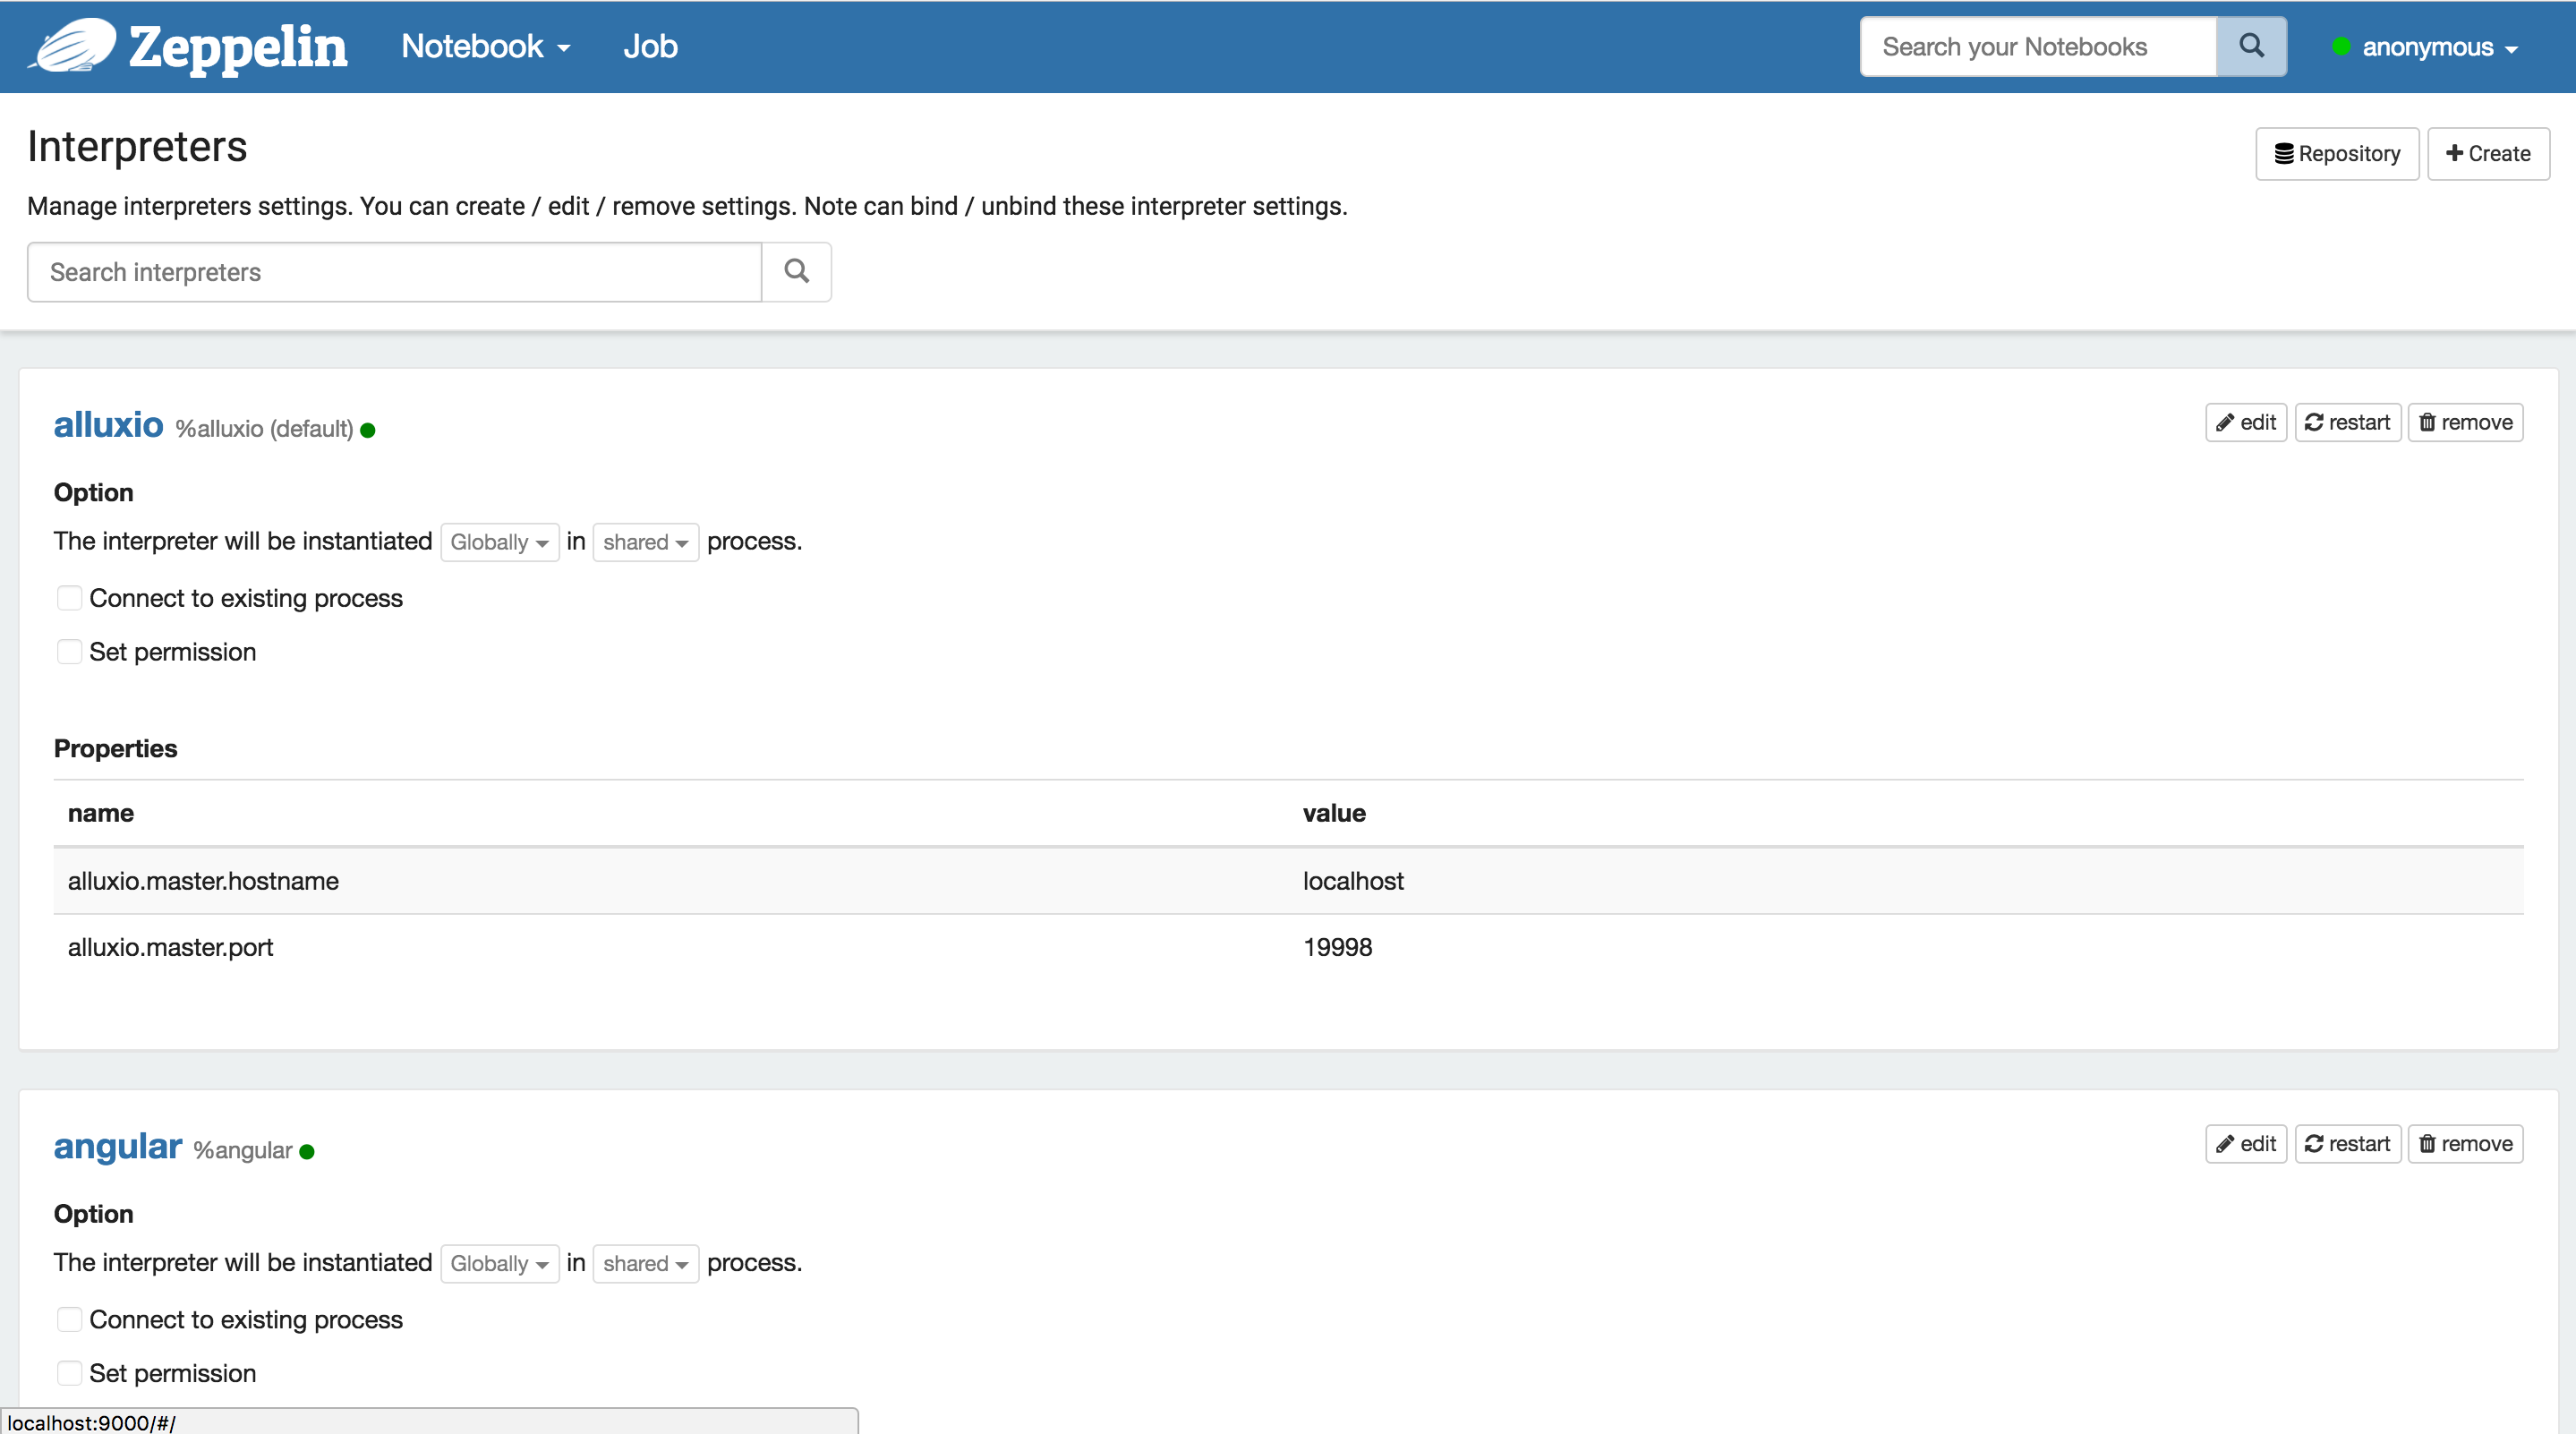 Zeppelin Notebook Job Search your Notebooks anonymous
Interpreters
Repository Create
Manage interpreters settings. You can create / edit / remove settings. Note can bind / unbind these interpreter settings.
Search interpreters
alluxio %alluxio (default) edit restart remove
Option
The interpreter will be instantiated Globally in shared process.
Connect to existing process
Set permission
Properties
name value
alluxio.master.hostname localhost
alluxio.master.port 19998
angular %angular edit restart remove
Option
The interpreter will be instantiated Globally in shared process.
Connect to existing process
Set permission
localhost:9000/#/